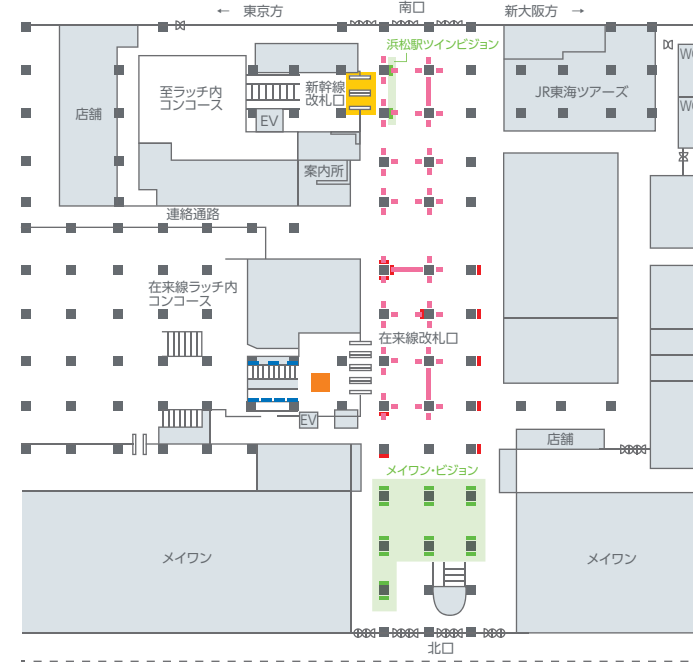 ← 東京方
南口
新大阪方 →
浜松駅ツインビジョン
店舗
至ラッチ内
コンコース
新幹線
改札口
EV
JR東海ツアーズ
案内所
連絡通路
在来線ラッチ内
コンコース
在来線改札口
EV
店舗
メイワン・ビジョン
メイワン
メイワン
北口